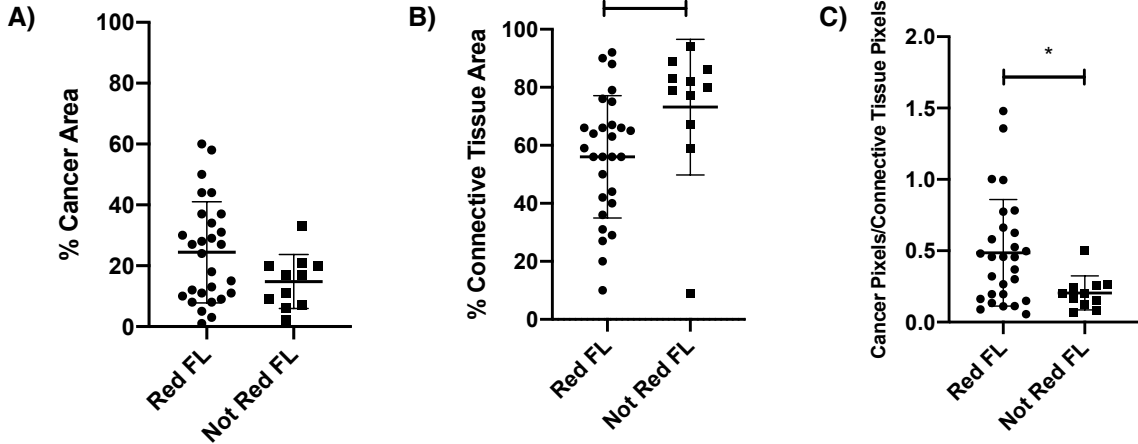 A)
% Cancer Area
100
80
60
40
20
0
Red FL
Not Red FL
B)
% Connective Tissue Area
100
80
60
40
20
0
Red FL
Not Red FL
C)
Cancer Pixels/Connective Tissue Pixels
2.0
1.5
1.0
0.5
0.0
*
Red FL
Not Red FL